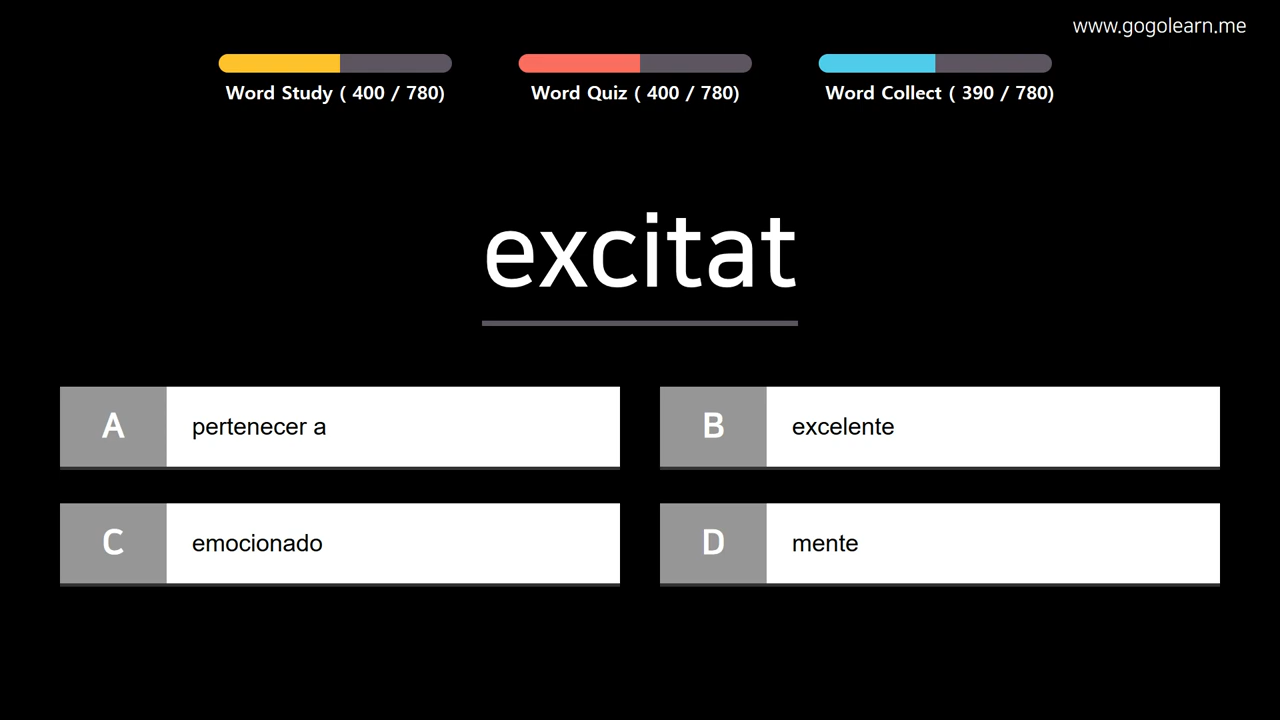 www.gogolearn.me
Word Study ( 400 / 780)
Word Quiz ( 400 / 780)
Word Collect ( 390 / 780)
excitat
A
pertenecer a
B
excelente
C
emocionado
D
mente